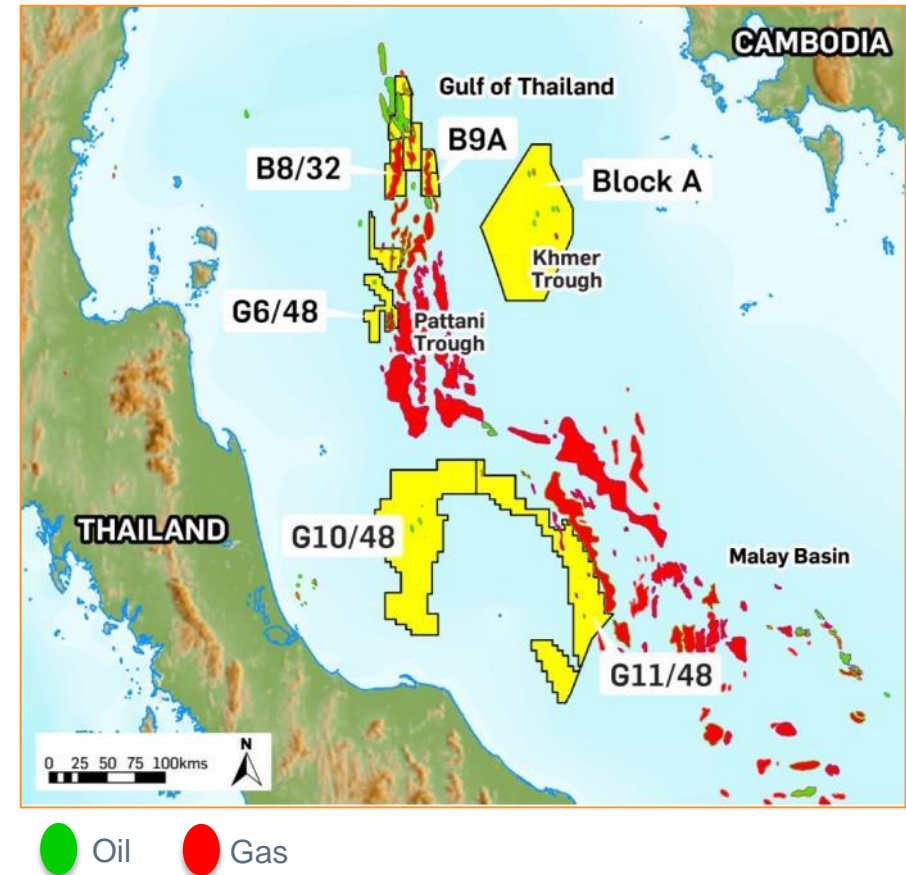 CAMBODIA
Gulf of Thailand
B9A
B8/32
Block A
Khmer
Trough
G6/48
Pattani
Trough
THAILAND
G10/48
Malay Basin
G11/48
N
0 25 50 75 100kms
Oil
Gas